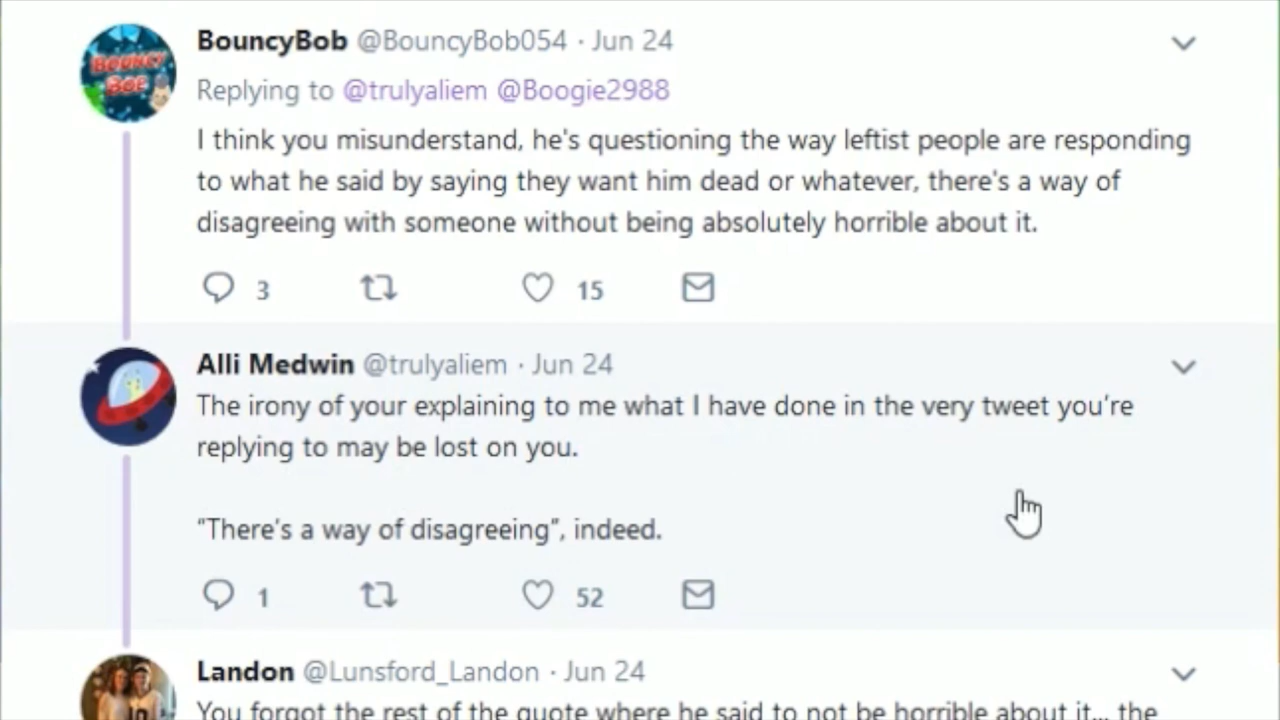 BouncyBob @BouncyBob054 · Jun 24
BOUNCY
BOE
Replying to @trulyaliem @Boogie2988
I think you misunderstand, he's questioning the way leftist people are responding
to what he said by saying they want him dead or whatever, there's a way of
disagreeing with someone without being absolutely horrible about it.
3 15
Alli Medwin @trulyaliem · Jun 24
The irony of your explaining to me what I have done in the very tweet you’re
replying to may be lost on you.
“There’s a way of disagreeing”, indeed.
1 52
Landon @Lunsford_Landon · Jun 24
You forgot the rest of the quote where he said to not be horrible about it... the